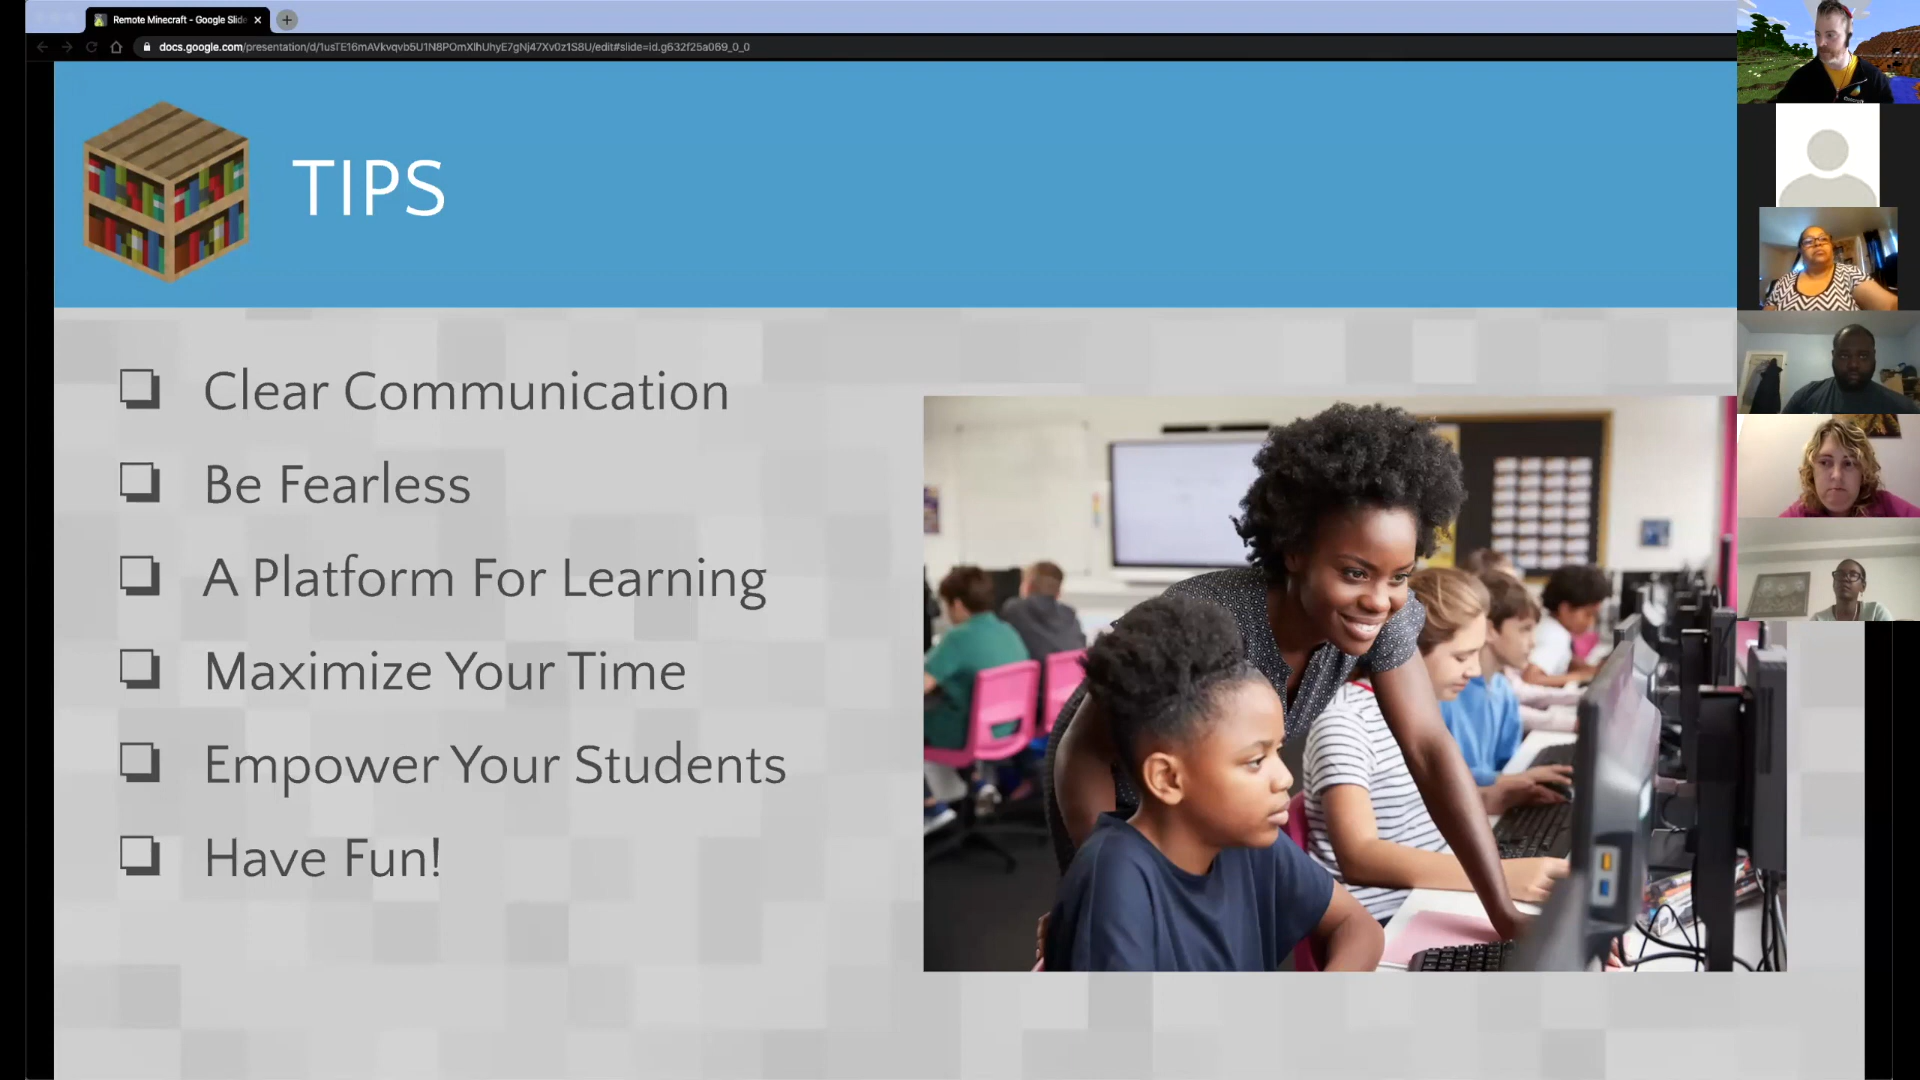 Remote Minecraft - Google Slide
docs.google.com/presentation/d/1usTE16mAVkvqvb5U1N8POmXlhUhyE7gNj47Xv0z1S8U/edit#slide=id.g632f25a069_0_0
TIPS
Clear Communication
Be Fearless
A Platform For Learning
Maximize Your Time
Empower Your Students
Have Fun!